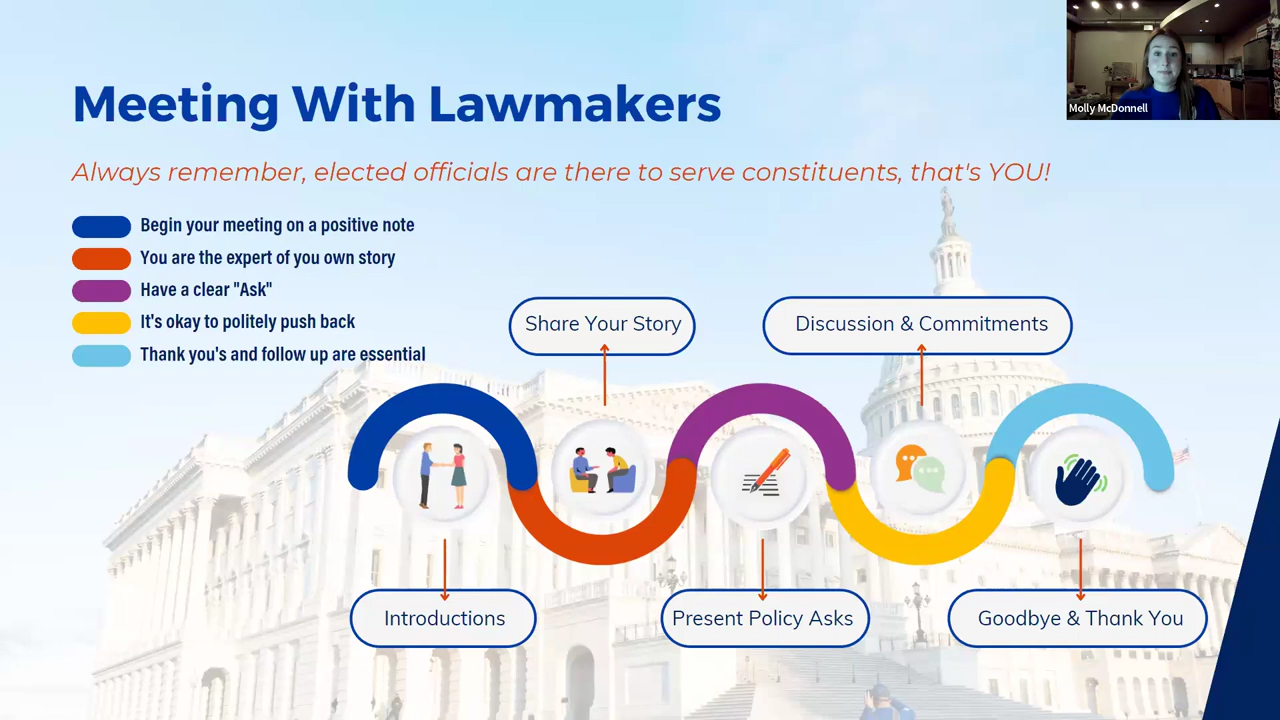 Molly McDonnell
Meeting With Lawmakers
Always remember, elected officials are there to serve constituents, that's YOU!
Begin your meeting on a positive note
You are the expert of you own story
Have a clear "Ask"
It's okay to politely push back
Thank you's and follow up are essential
Share Your Story
Discussion & Commitments
Introductions
Present Policy Asks
Goodbye & Thank You